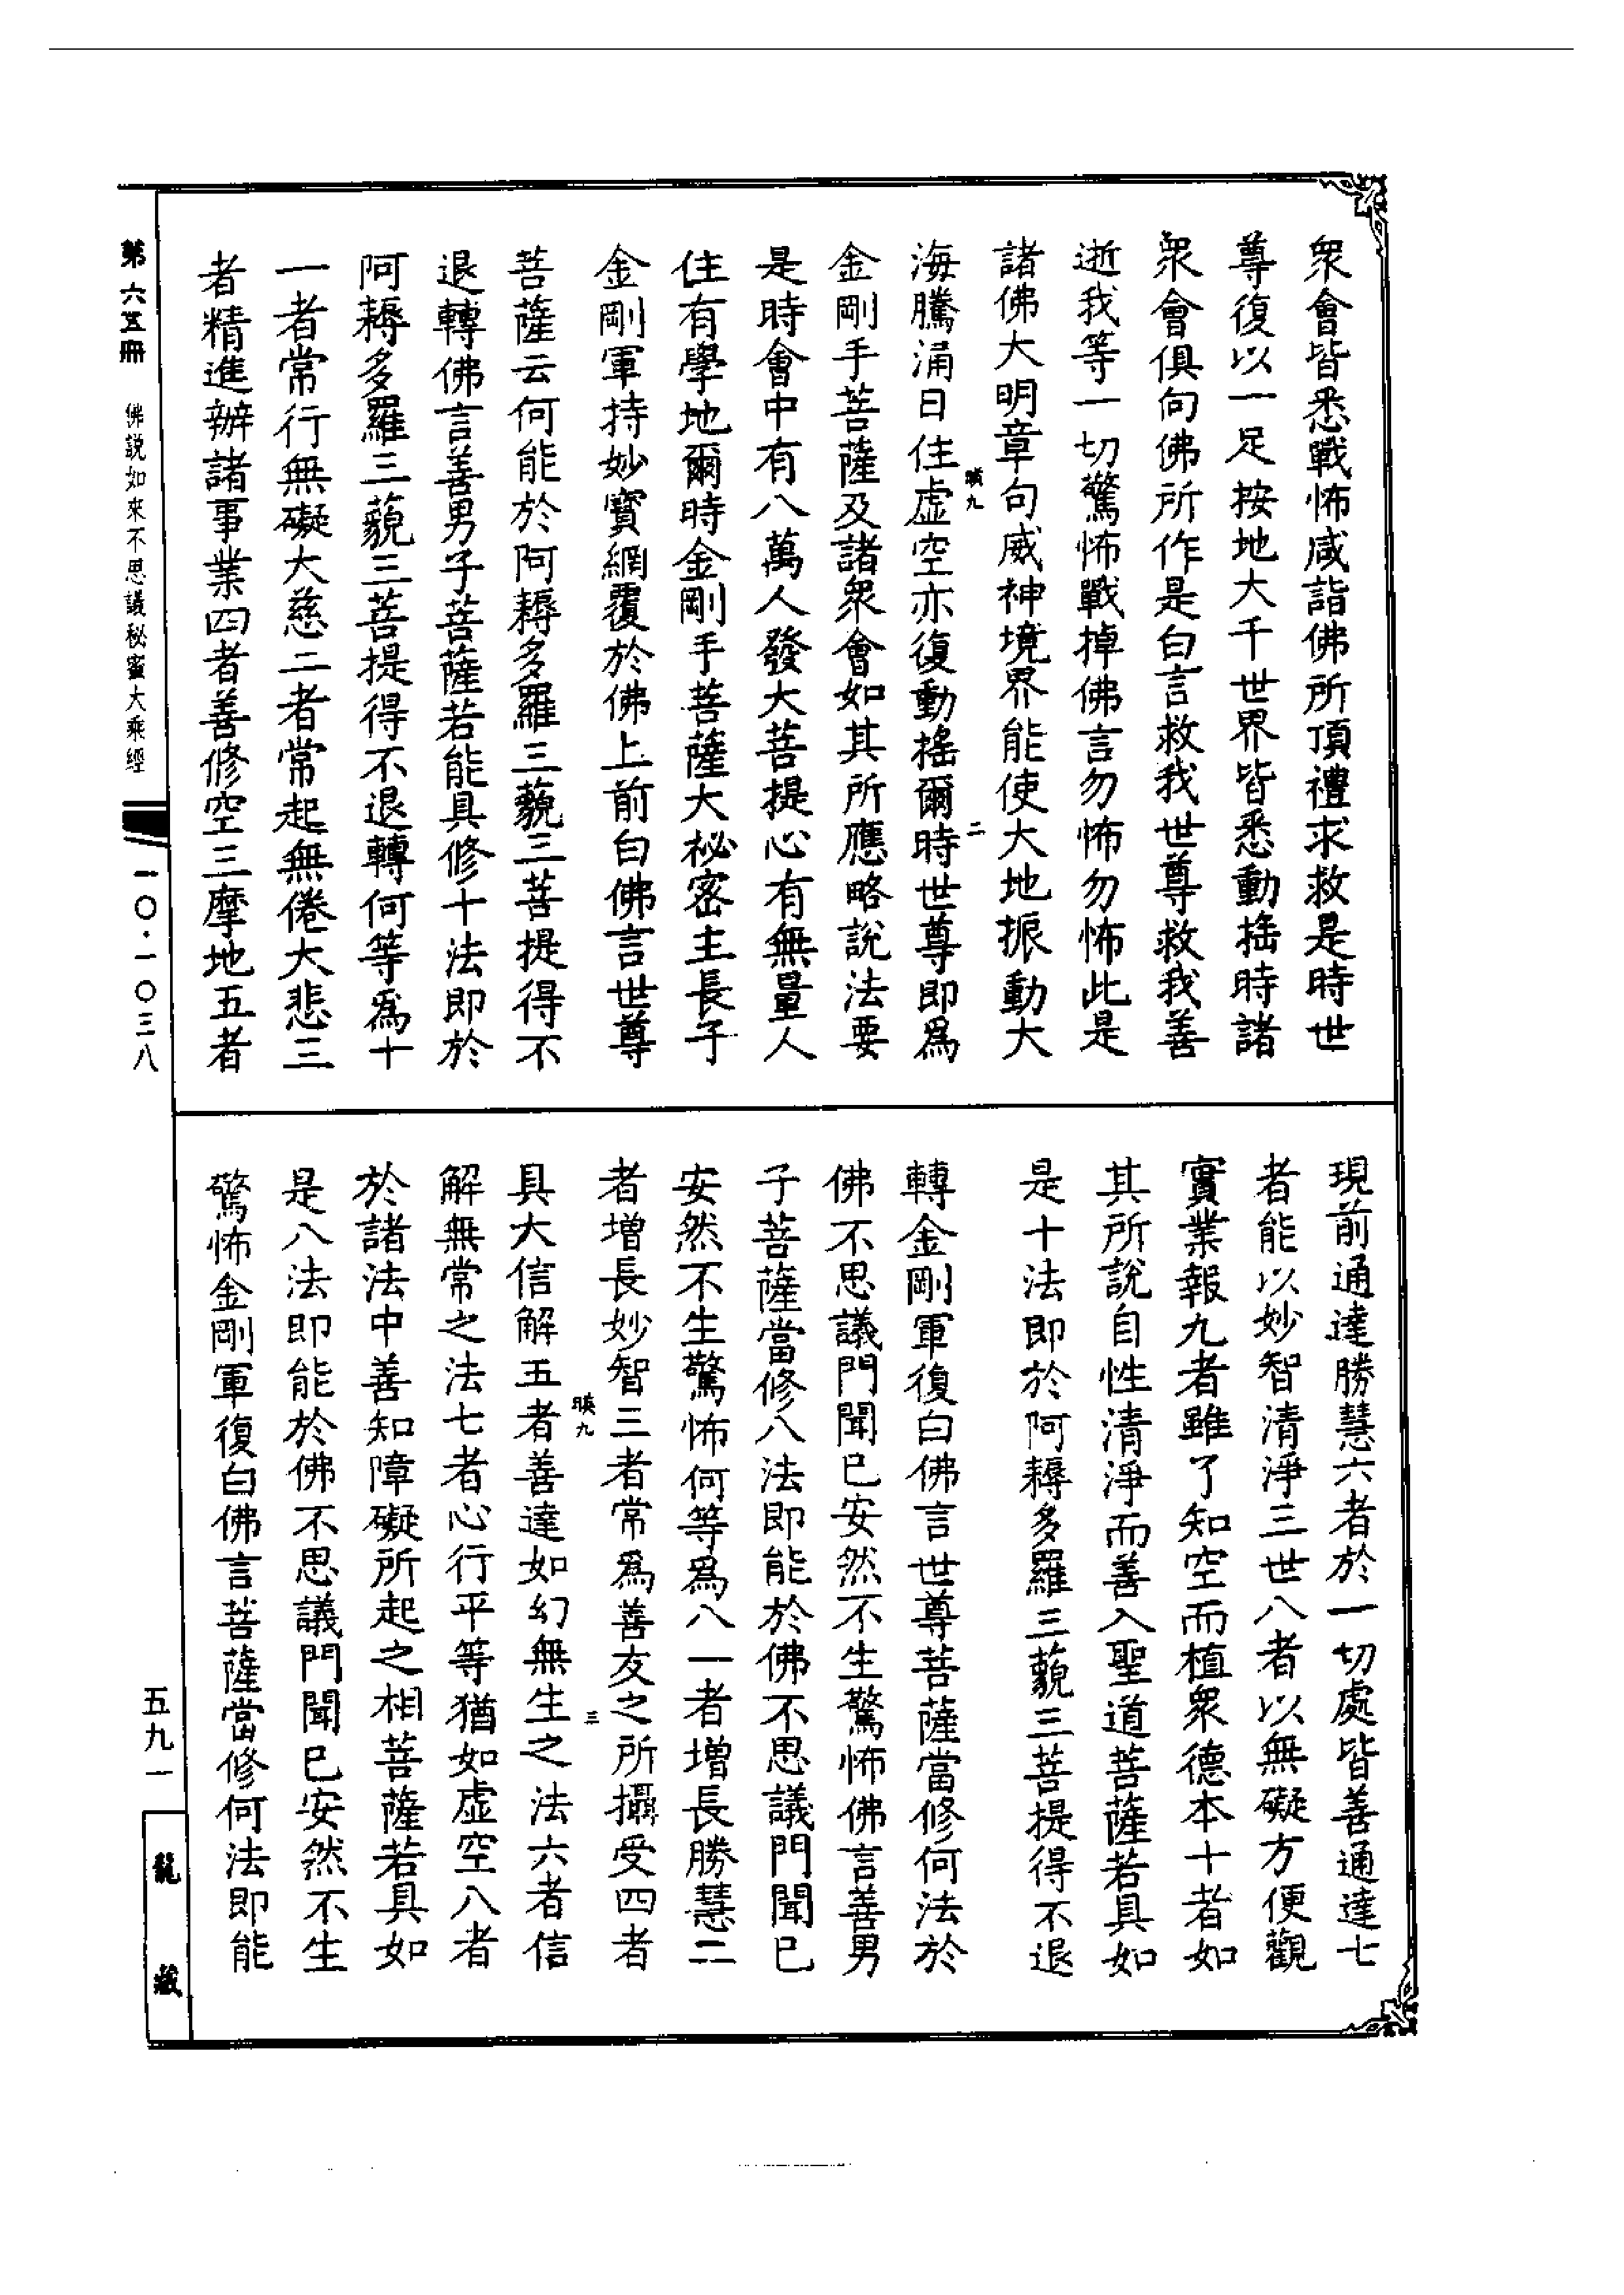 眾會皆悉戰怖咸詣佛所頂禮求救是時世
尊復以一足按地大千世界皆悉動搖時諸
眾會俱向佛所作是白言救我世尊救我善
逝我等一切驚怖戰掉佛言勿怖勿怖此是
諸佛大明章句威神境界能使大地振動大
海騰涌日住虛空亦復動搖爾時世尊即為
金剛手菩薩及諸眾會如其所應略說法要
是時會中有八萬人發大菩提心有無量人
住有學地爾時金剛手菩薩大祕密主長子
金剛軍持妙寶網覆於佛上前白佛言世尊
菩薩云何能於阿耨多羅三藐三菩提得不
退轉佛言善男子菩薩若能具修十法即於
阿耨多羅三藐三菩提得不退轉何等為十
一者常行無礙大慈二者常起無倦大悲三
者精進辦諸事業四者善修空三摩地五者
現前通達勝慧六者於一切處皆善通達七
者能以妙智清淨三世八者以無礙方便觀
實業報九者雖了知空而植眾德本十者如
其所說自性清淨而善入聖道菩薩若具如
是十法即於阿耨多羅三藐三菩提得不退
轉金剛軍復白佛言世尊菩薩當修何法於
佛不思議門聞已安然不生驚怖佛言善男
子菩薩當修八法即能於佛不思議門聞已
安然不生驚怖何等為八一者增長勝慧二
者增長妙智三者常為善友之所攝受四者
具大信解五者善達如幻無生之法六者信
解無常之法七者心行平等猶如虛空八者
於諸法中善知障礙所起之相菩薩若具如
是八法即能於佛不思議門聞已安然不生
驚怖金剛軍復白佛言菩薩當修何法即能
映九
二
映九
三
第六五冊
佛說如來不思議秘蜜大乘經
一〇·一〇三八
五九一
龍藏